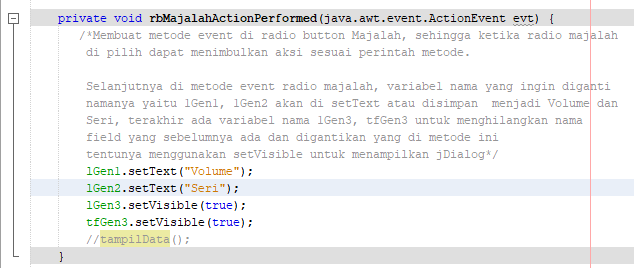 private void rbMajalahActionPerformed(java.awt.event.ActionEvent evt) {
/*Membuat metode event di radio button Majalah, sehingga ketika radio majalah
di pilih dapat menimbulkan aksi sesuai perintah metode.
Selanjutnya di metode event radio majalah, variabel nama yang ingin diganti
namanya yaitu lGen1, lGen2 akan di setText atau disimpan  menjadi Volume dan
Seri, terakhir ada variabel nama lGen3, tfGen3 untuk menghilangkan nama
field yang sebelumnya ada dan digantikan yang di metode ini
tentunya menggunakan setVisible untuk menampilkan jDialog*/
lGen1.setText("Volume");
lGen2.setText("Seri");
lGen3.setVisible(true);
tfGen3.setVisible(true);
//tampilData();
}